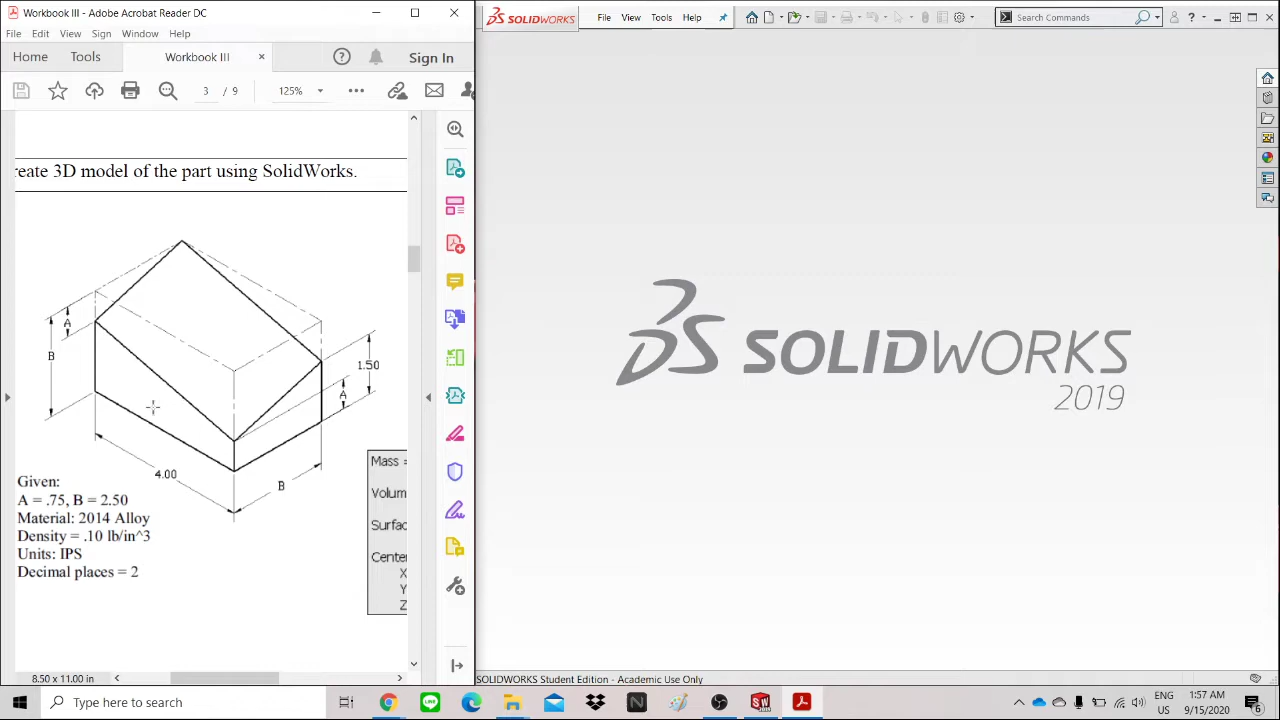 Workbook III - Adobe Acrobat Reader DC
File Edit View Sign Window Help
Home Tools Workbook III × Sign In
3 / 9 125%
reate 3D model of the part using SolidWorks.
A
B
1.50
A
4.00
B
Given:
A = .75, B = 2.50
Material: 2014 Alloy
Density = .10 lb/in^3
Units: IPS
Decimal places = 2
Mass =
Volum
Surfac
Center
X
Y
Z
8.50 x 11.00 in
SOLIDWORKS File View Tools Help Search Commands ?
DS SOLIDWORKS
2019
SOLIDWORKS Student Edition - Academic Use Only
Type here to search
ENG
US
1:57 AM
9/15/2020
6